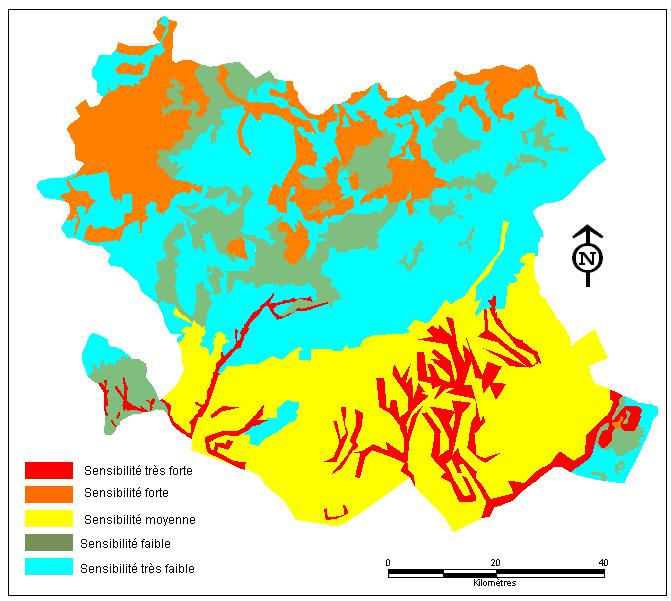 N
Sensibilité très forte
Sensibilité forte
Sensibilité moyenne
Sensibilité faible
Sensibilité très faible
0 20 40
Kilomètres